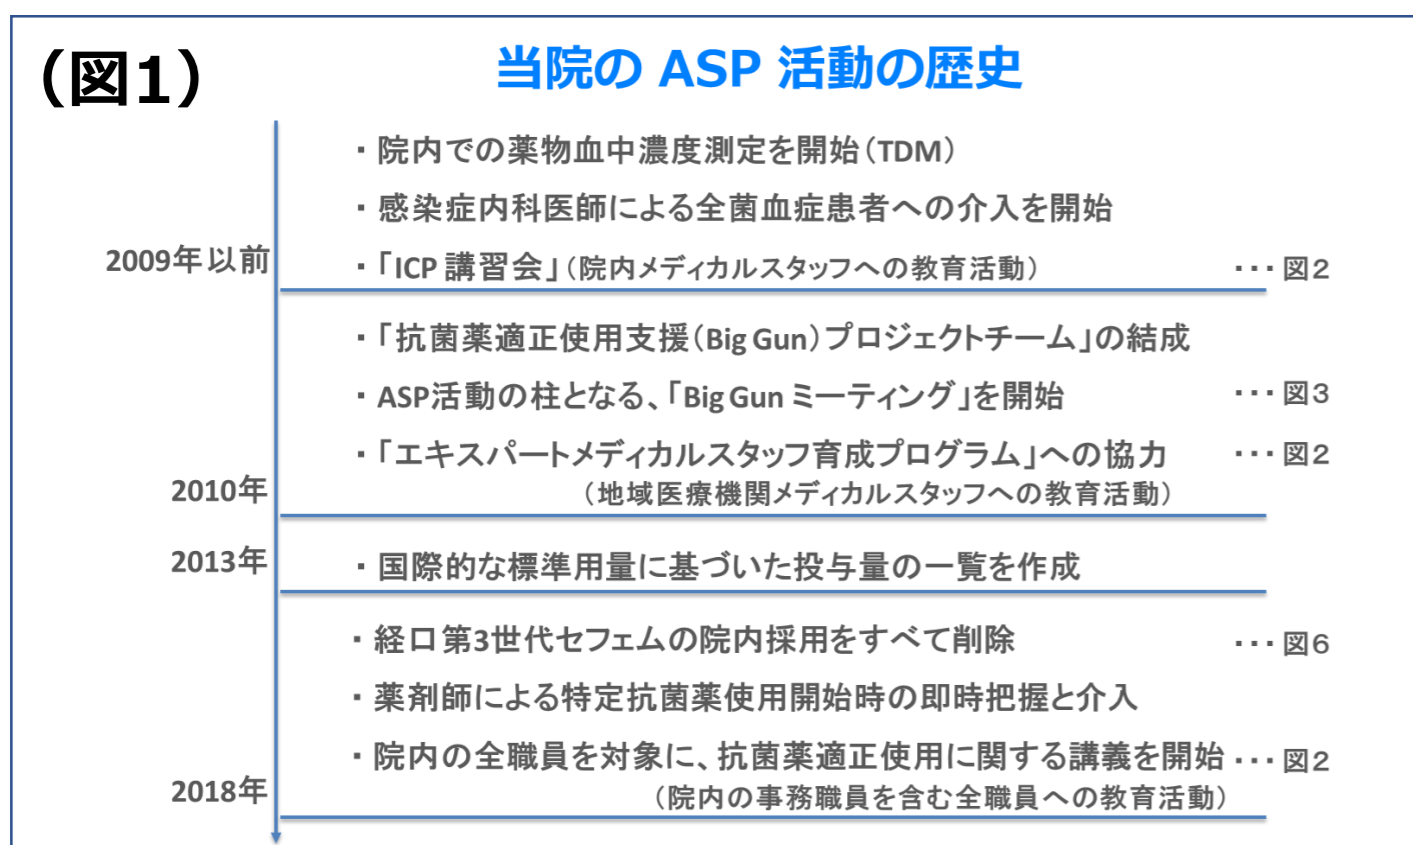 （図1）
当院の ASP 活動の歴史
・院内での薬物血中濃度測定を開始（TDM）
・感染症内科医師による全菌血症患者への介入を開始
2009年以前
・「ICP 講習会」（院内メディカルスタッフへの教育活動） ･･･ 図２
・「抗菌薬適正使用支援（Big Gun）プロジェクトチーム」の結成
・ASP活動の柱となる、「Big Gun ミーティング」を開始 ･･･ 図３
・「エキスパートメディカルスタッフ育成プログラム」への協力 ･･･ 図２
2010年
（地域医療機関メディカルスタッフへの教育活動）
2013年
・国際的な標準用量に基づいた投与量の一覧を作成
・経口第3世代セフェムの院内採用をすべて削除 ･･･ 図６
・薬剤師による特定抗菌薬使用開始時の即時把握と介入
・院内の全職員を対象に、抗菌薬適正使用に関する講義を開始 ･･･ 図２
2018年
（院内の事務職員を含む全職員への教育活動）